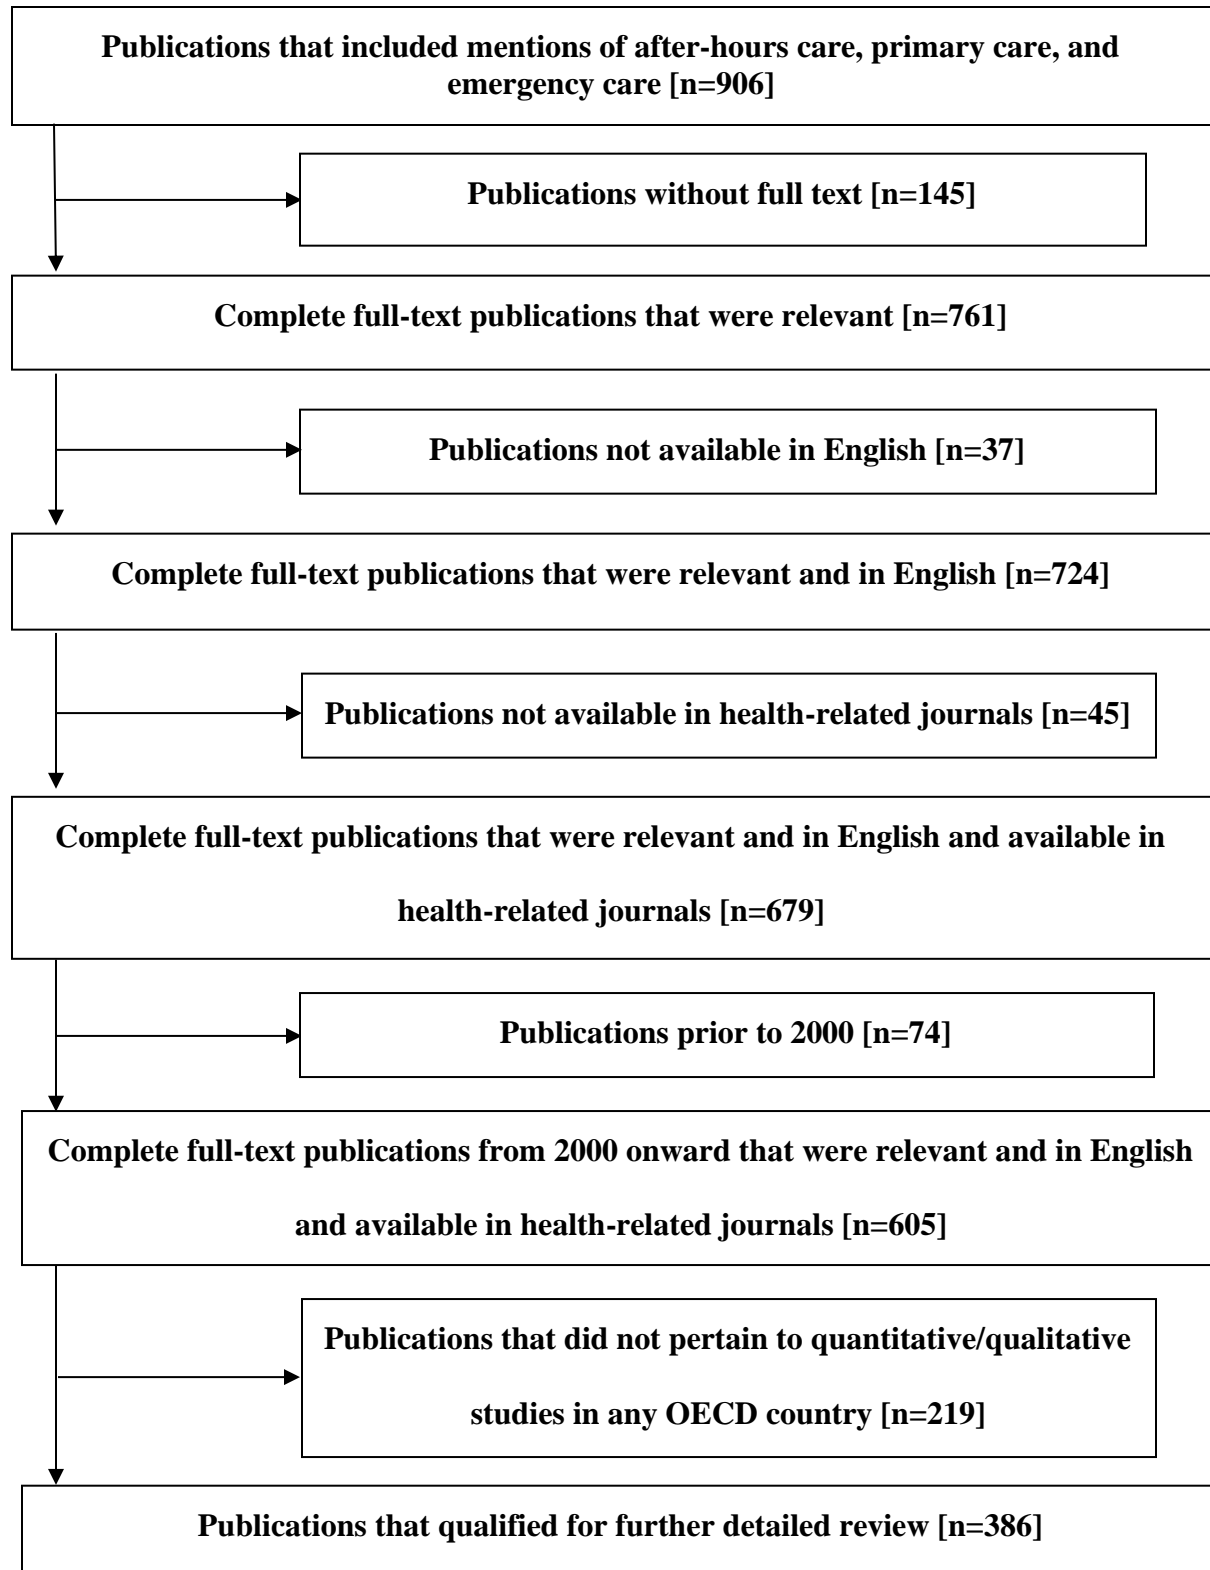 Publications that included mentions of after-hours care, primary care, and
emergency care [n=906]
Publications without full text [n=145]
Complete full-text publications that were relevant [n=761]
Publications not available in English [n=37]
Complete full-text publications that were relevant and in English [n=724]
Publications not available in health-related journals [n=45]
Complete full-text publications that were relevant and in English and available in
health-related journals [n=679]
Publications prior to 2000 [n=74]
Complete full-text publications from 2000 onward that were relevant and in English
and available in health-related journals [n=605]
Publications that did not pertain to quantitative/qualitative
studies in any OECD country [n=219]
Publications that qualified for further detailed review [n=386]